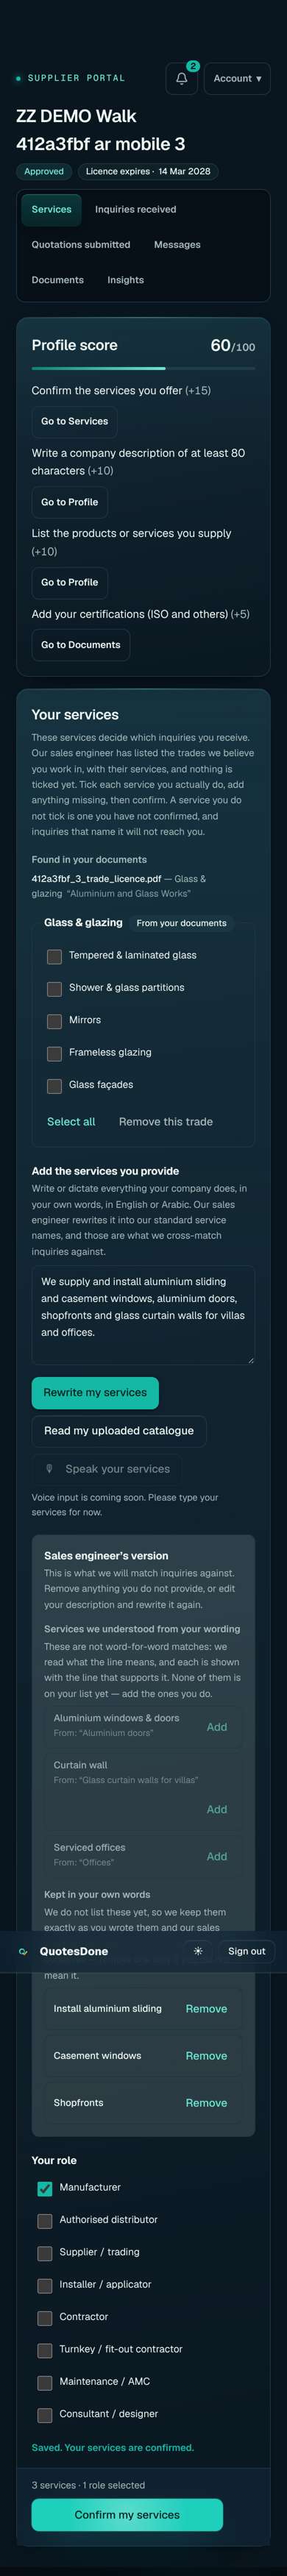 SUPPLIER PORTAL
2
Account ▾
ZZ DEMO Walk
412a3fbf ar mobile 3
Approved
Licence expires · 14 Mar 2028
Services
Inquiries received
Quotations submitted
Messages
Documents
Insights
Profile score
60/100
Confirm the services you offer (+15)
Go to Services
Write a company description of at least 80
characters (+10)
Go to Profile
List the products or services you supply
(+10)
Go to Profile
Add your certifications (ISO and others) (+5)
Go to Documents
Your services
These services decide which inquiries you receive.
Our sales engineer has listed the trades we believe
you work in, with their services, and nothing is
ticked yet. Tick each service you actually do, add
anything missing, then confirm. A service you do
not tick is one you have not confirmed, and
inquiries that name it will not reach you.
Found in your documents
412a3fbf_3_trade_licence.pdf — Glass &
glazing “Aluminium and Glass Works”
Glass & glazing
From your documents
Tempered & laminated glass
Shower & glass partitions
Mirrors
Frameless glazing
Glass façades
Select all
Remove this trade
Add the services you provide
Write or dictate everything your company does, in
your own words, in English or Arabic. Our sales
engineer rewrites it into our standard service
names, and those are what we cross-match
inquiries against.
We supply and install aluminium sliding
and casement windows, aluminium doors,
shopfronts and glass curtain walls for villas
and offices.
Rewrite my services
Read my uploaded catalogue
Speak your services
Voice input is coming soon. Please type your
services for now.
Sales engineer's version
This is what we will match inquiries against.
Remove anything you do not provide, or edit
your description and rewrite it again.
Services we understood from your wording
These are not word-for-word matches: we
read what the line means, and each is shown
with the line that supports it. None of them is
on your list yet — add the ones you do.
Aluminium windows & doors
From: “Aluminium doors”
Add
Curtain wall
From: “Glass curtain walls for villas”
Add
Serviced offices
From: “Offices”
Add
Kept in your own words
We do not list these yet, so we keep them
exactly as you wrote them and our sales
QuotesDone
Sign out
mean it.
Install aluminium sliding
Remove
Casement windows
Remove
Shopfronts
Remove
Your role
Manufacturer
Authorised distributor
Supplier / trading
Installer / applicator
Contractor
Turnkey / fit-out contractor
Maintenance / AMC
Consultant / designer
Saved. Your services are confirmed.
3 services · 1 role selected
Confirm my services